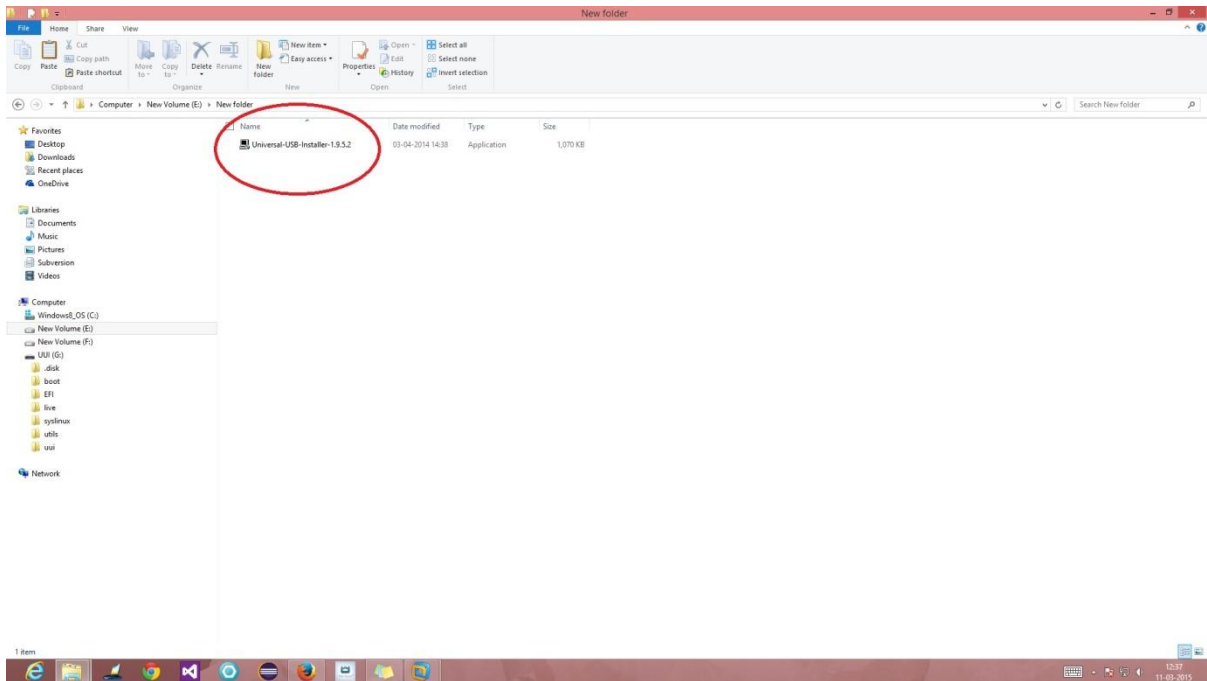 New folder
File Home Share View
Copy Paste Cut Copy path Paste shortcut Move to Copy to Delete Rename New folder New item Easy access Properties Open Edit History Select all Select none Invert selection
Clipboard Organize New Open Select
Computer New Volume (E:) New folder Search New folder
Name Date modified Type Size
Universal-USB-Installer-1.9.5.2 03-04-2014 14:38 Application 1,070 KB
Favorites
Desktop
Downloads
Recent places
OneDrive
Libraries
Documents
Music
Pictures
Subversion
Videos
Computer
Windows8_OS (C:)
New Volume (E:)
New Volume (F:)
UUI (G:)
.disk
boot
EFI
live
syslinux
utils
uui
Network
1 item
12:37
11-03-2015